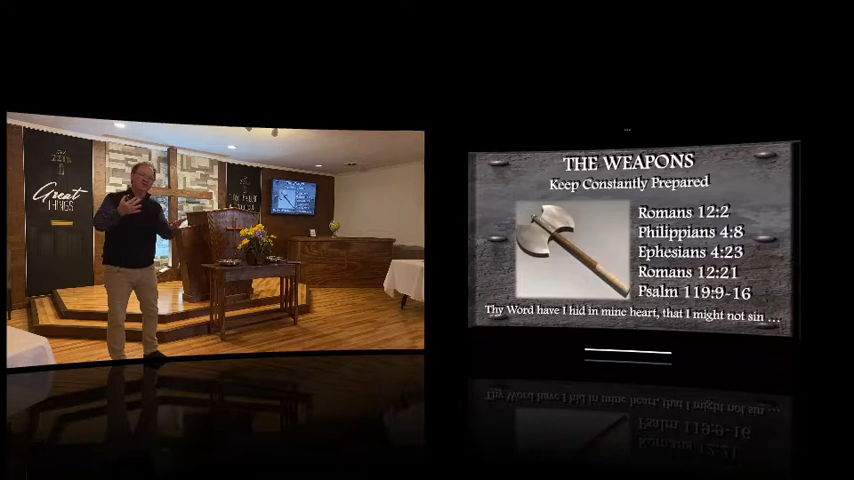 Great
THINGS
THE WEAPONS
Keep Constantly Prepared
Romans 12:2
Philippians 4:8
Ephesians 4:23
Romans 12:21
Psalm 119:9-16
Thy Word have I hid in mine heart, that I might not sin ...